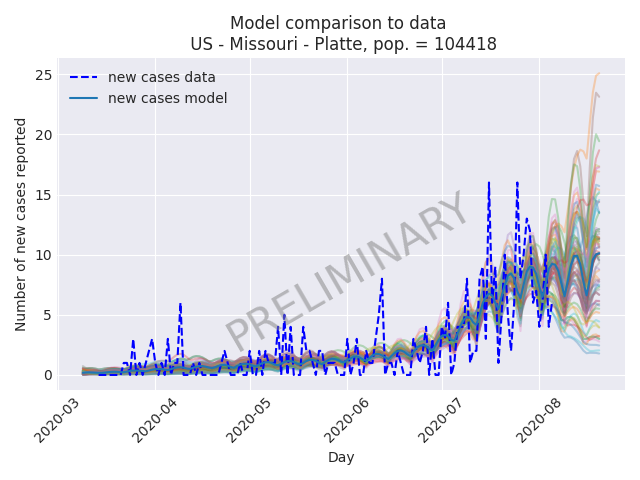 Model comparison to data
US - Missouri - Platte, pop. = 104418
new cases data
new cases model
PRELIMINARY
Number of new cases reported
25
20
15
10
5
0
2020-03
2020-04
2020-05
2020-06
2020-07
2020-08
Day